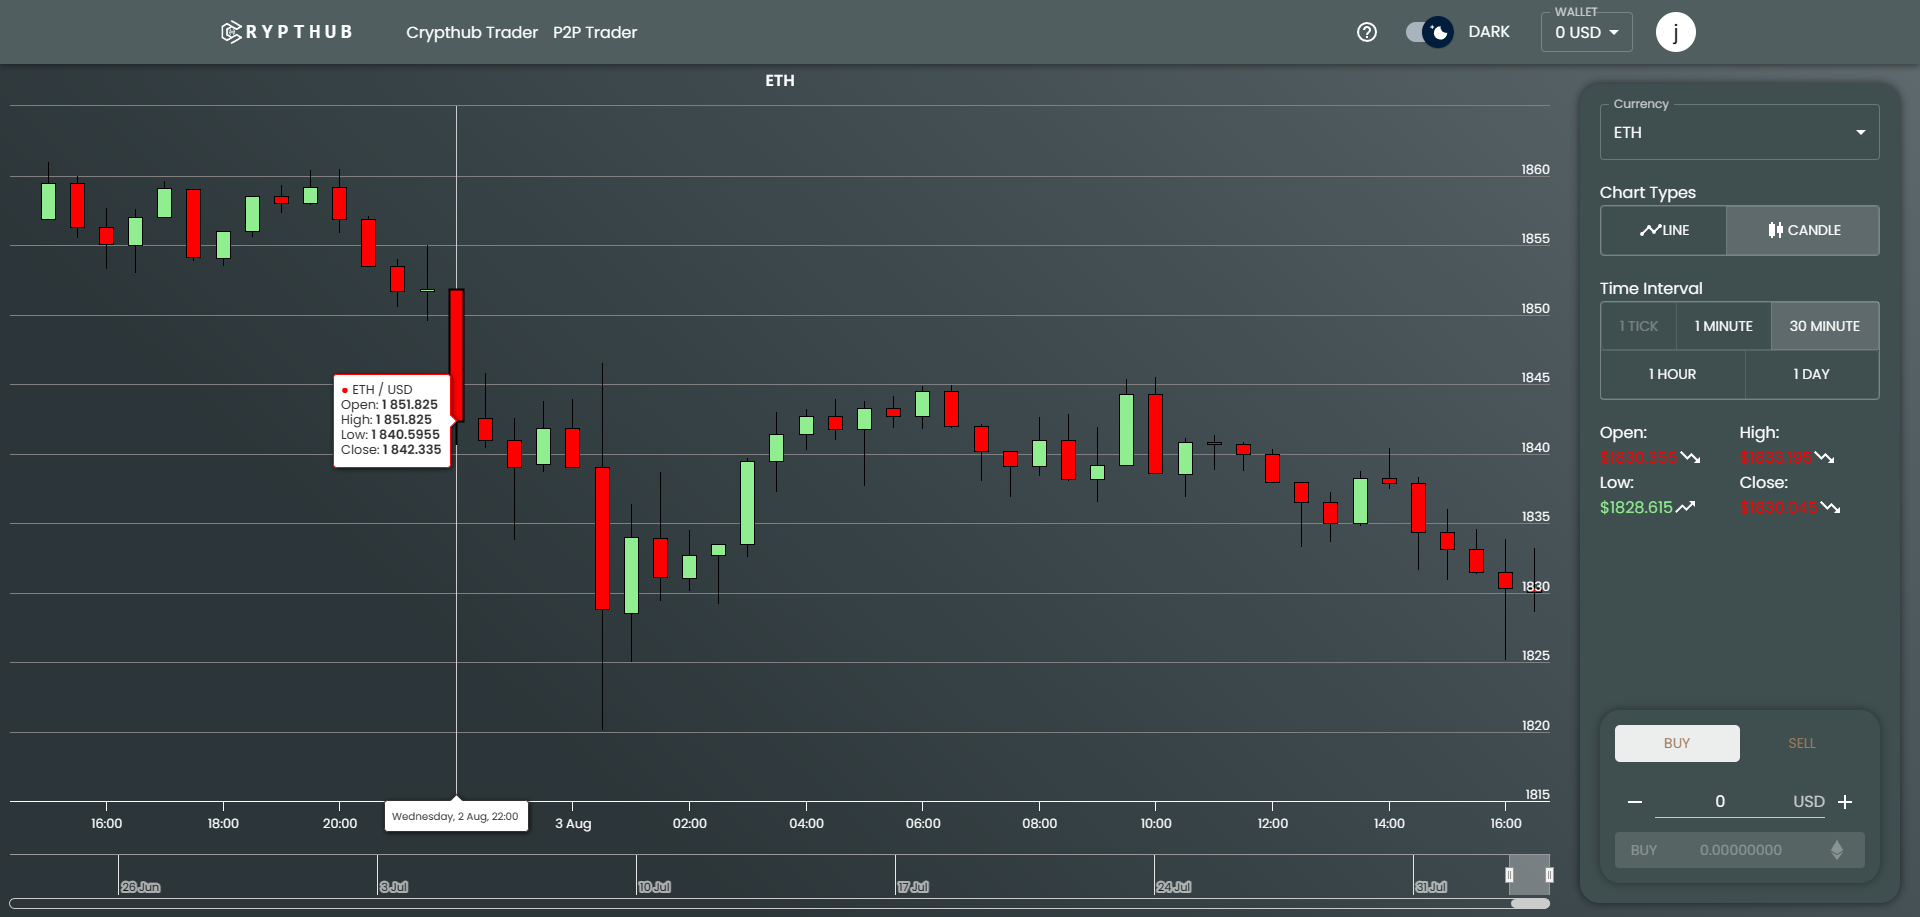 RYPTHUB
Crypthub Trader
P2P Trader
DARK
WALLET
0 USD
j
ETH
1860
1855
1850
1845
1840
1835
1830
1825
1820
1815
ETH / USD
Open: 1 851.825
High: 1 851.825
Low: 1 840.5955
Close: 1 842.335
16:00
18:00
20:00
Wednesday, 2 Aug, 22:00
3 Aug
02:00
04:00
06:00
08:00
10:00
12:00
14:00
16:00
26 Jun
3 Jul
10 Jul
17 Jul
24 Jul
31 Jul
Currency
ETH
Chart Types
LINE
CANDLE
Time Interval
1 TICK
1 MINUTE
30 MINUTE
1 HOUR
1 DAY
Open:
High:
$1830.355
$1833.195
Low:
Close:
$1828.615
$1830.045
BUY
SELL
0
USD
BUY
0.00000000